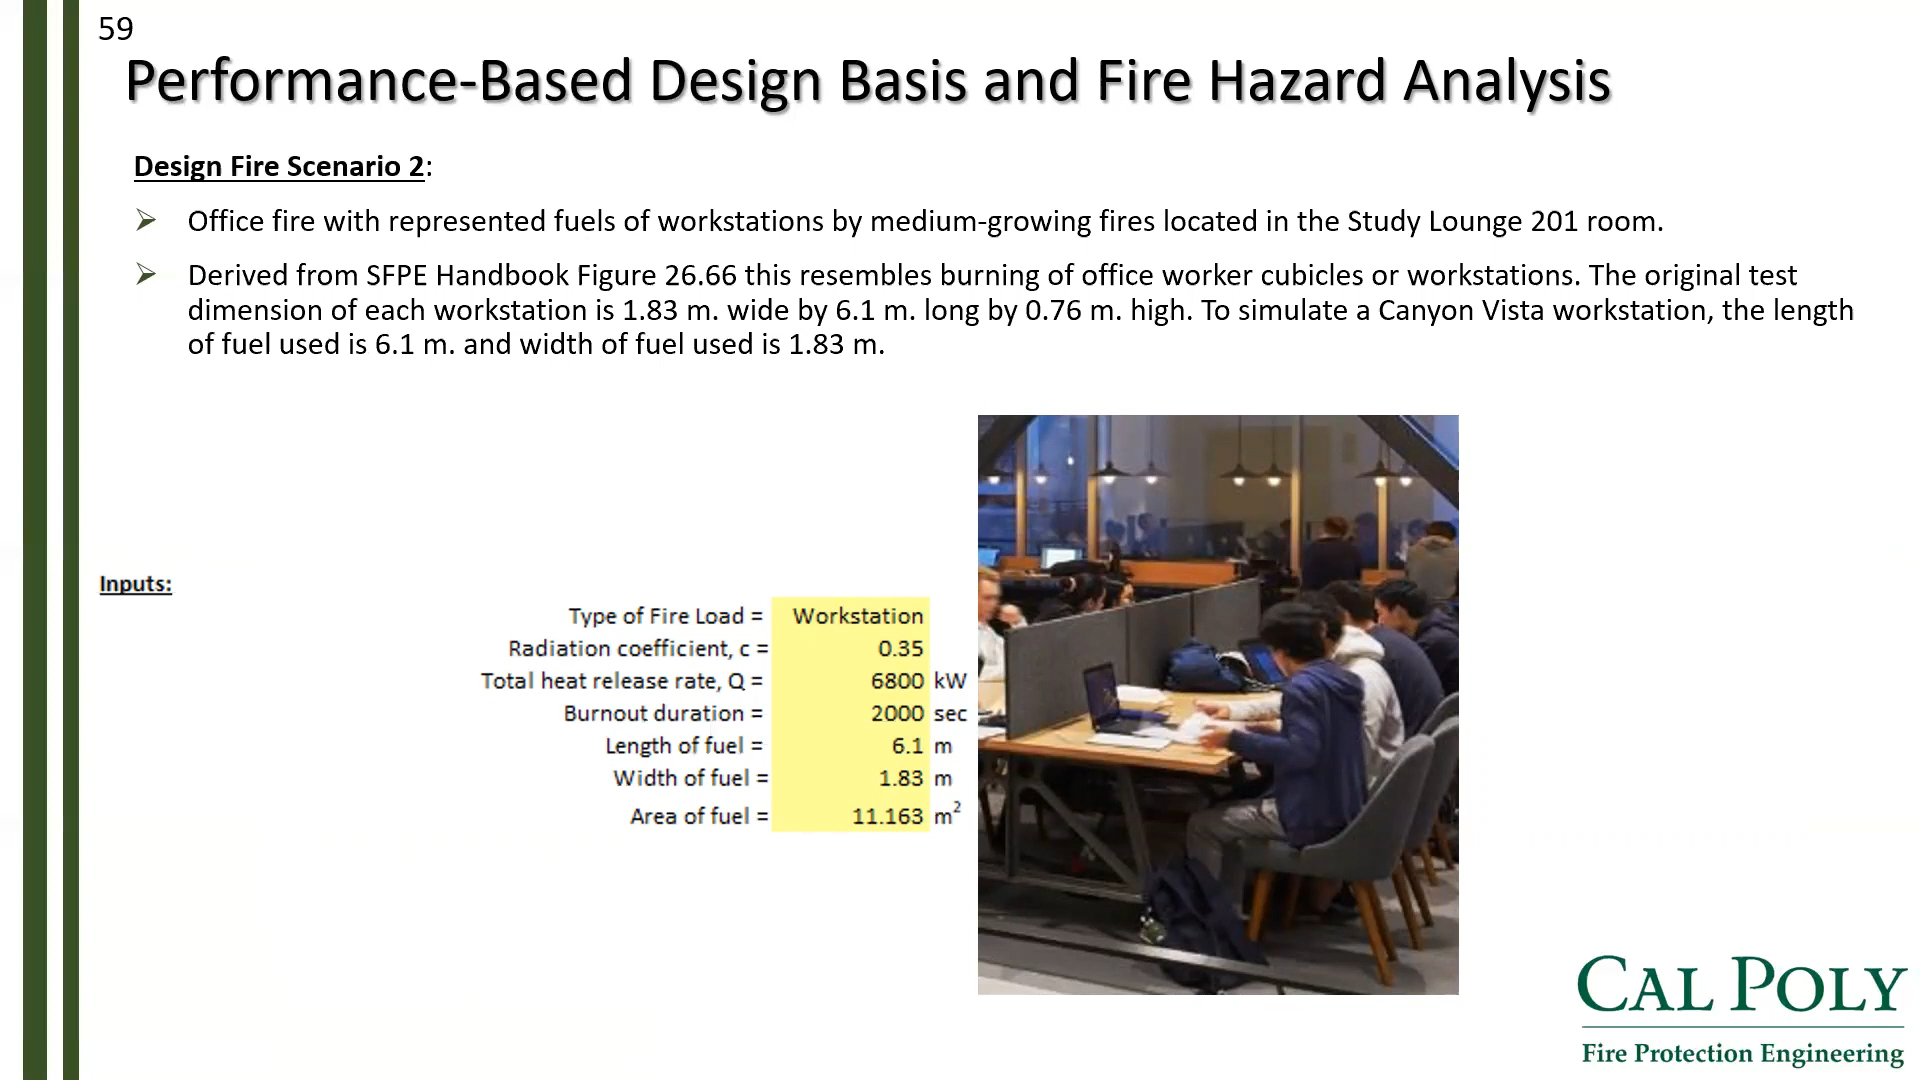 59
Performance-Based Design Basis and Fire Hazard Analysis
Design Fire Scenario 2:
Office fire with represented fuels of workstations by medium-growing fires located in the Study Lounge 201 room.
Derived from SFPE Handbook Figure 26.66 this resembles burning of office worker cubicles or workstations. The original test
dimension of each workstation is 1.83 m. wide by 6.1 m. long by 0.76 m. high. To simulate a Canyon Vista workstation, the length
of fuel used is 6.1 m. and width of fuel used is 1.83 m.
Inputs:
Type of Fire Load = Workstation
Radiation coefficient, c = 0.35
Total heat release rate, Q = 6800 kW
Burnout duration = 2000 sec
Length of fuel = 6.1 m
Width of fuel = 1.83 m
Area of fuel = 11.163 m²
CAL POLY
Fire Protection Engineering